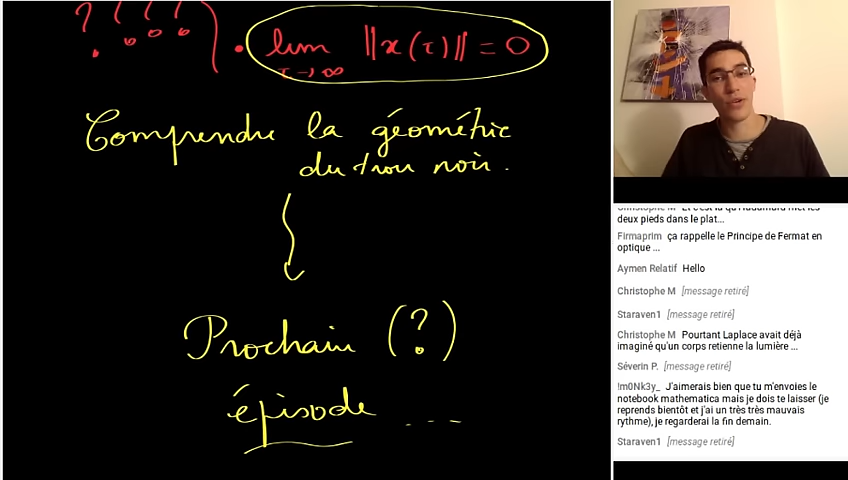 ? ? ? ? ) . lim ||x(τ)|| = 0
τ → ∞
Comprendre la géométrie
du trou noir.
Prochain (?)
épisode ...
deux pieds dans le plat...
Firmaprim ça rappelle le Principe de Fermat en
optique ...
Aymen Relatif Hello
Christophe M [message retiré]
Staraven1 [message retiré]
Christophe M Pourtant Laplace avait déjà
imaginé qu'un corps retienne la lumière ...
Séverin P. [message retiré]
!m0Nk3y_ J'aimerais bien que tu m'envoies le
notebook mathematica mais je dois te laisser (je
reprends bientôt et j'ai un très très mauvais
rythme), je regarderai la fin demain.
Staraven1 [message retiré]